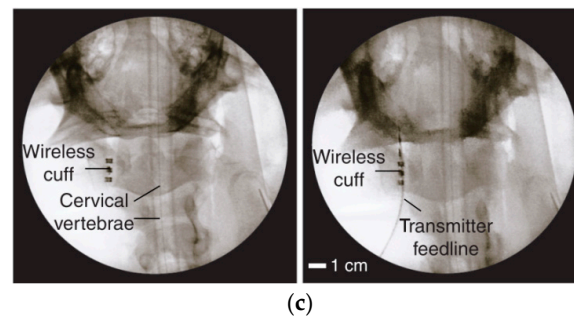 Wireless
cuff
Cervical
vertebrae
Wireless
cuff
Transmitter
feedline
1 cm
(c)